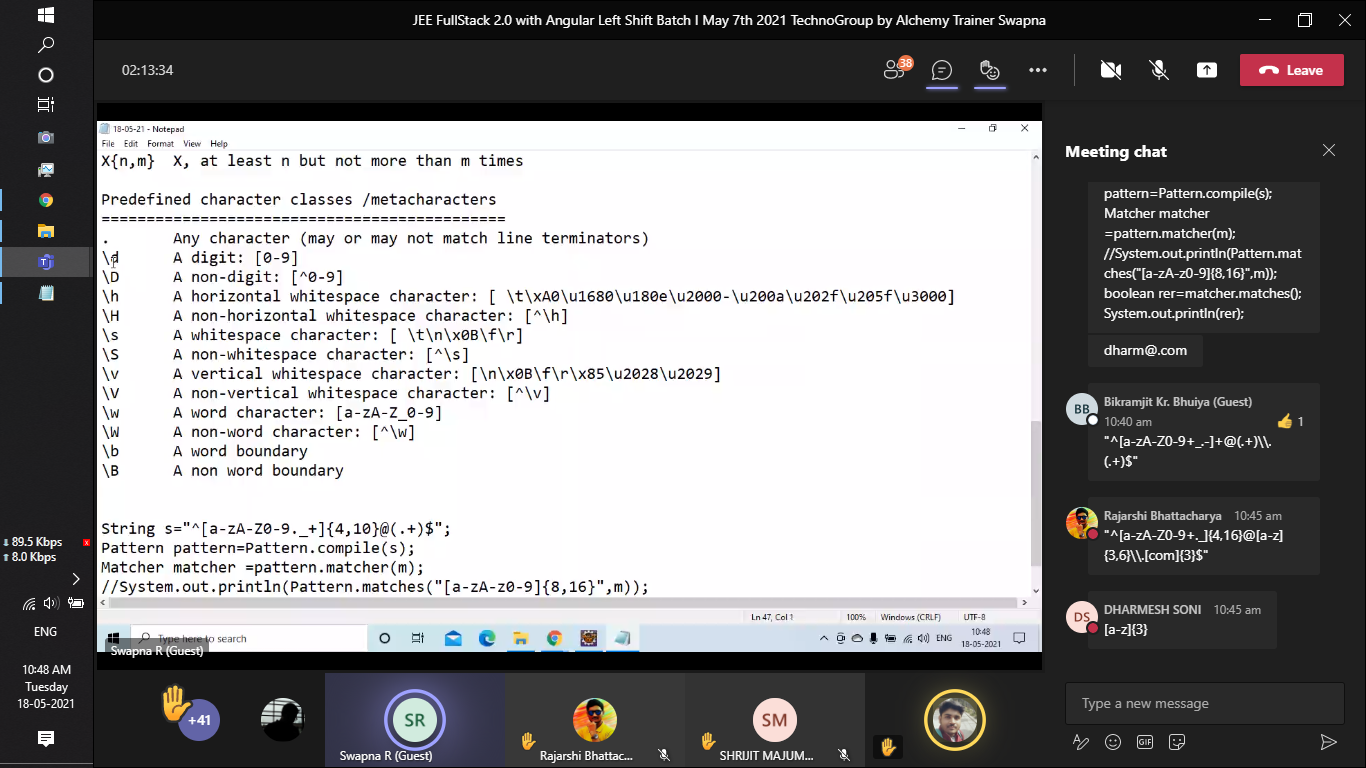 JEE FullStack 2.0 with Angular Left Shift Batch I May 7th 2021 TechnoGroup by Alchemy Trainer Swapna
02:13:34
38
Leave
18-05-21 - Notepad
File Edit Format View Help
X{n,m} X, at least n but not more than m times
Predefined character classes /metacharacters
=============================================
. Any character (may or may not match line terminators)
\d A digit: [0-9]
\D A non-digit: [^0-9]
\h A horizontal whitespace character: [ \t\xA0\u1680\u180e\u2000-\u200a\u202f\u205f\u3000]
\H A non-horizontal whitespace character: [^\h]
\s A whitespace character: [ \t\n\x0B\f\r]
\S A non-whitespace character: [^\s]
\v A vertical whitespace character: [\n\x0B\f\r\x85\u2028\u2029]
\V A non-vertical whitespace character: [^\v]
\w A word character: [a-zA-Z_0-9]
\W A non-word character: [^\w]
\b A word boundary
\B A non word boundary
String s="^[a-zA-Z0-9._+]{4,10}@(.+)$";
Pattern pattern=Pattern.compile(s);
Matcher matcher =pattern.matcher(m);
//System.out.println(Pattern.matches("[a-zA-z0-9]{8,16}",m));
Ln 47, Col 1 100% Windows (CRLF) UTF-8
Type here to search
ENG
10:48
18-05-2021
Swapna R (Guest)
Meeting chat
pattern=Pattern.compile(s);
Matcher matcher
=pattern.matcher(m);
//System.out.println(Pattern.mat
ches("[a-zA-z0-9]{8,16}",m));
boolean rer=matcher.matches();
System.out.println(rer);
dharm@.com
BB
Bikramjit Kr. Bhuiya (Guest)
10:40 am
1
"^[a-zA-Z0-9+_.-]+@(.+)\\.
(.+)$"
Rajarshi Bhattacharya 10:45 am
"^[a-zA-Z0-9+._]{4,16}@[a-z]
{3,6}\\.[com]{3}$"
DS
DHARMESH SONI 10:45 am
[a-z]{3}
Type a new message
GIF
+41
SR
Swapna R (Guest)
Rajarshi Bhattac...
SM
SHRIJIT MAJUM...
89.5 Kbps
8.0 Kbps
ENG
10:48 AM
Tuesday
18-05-2021